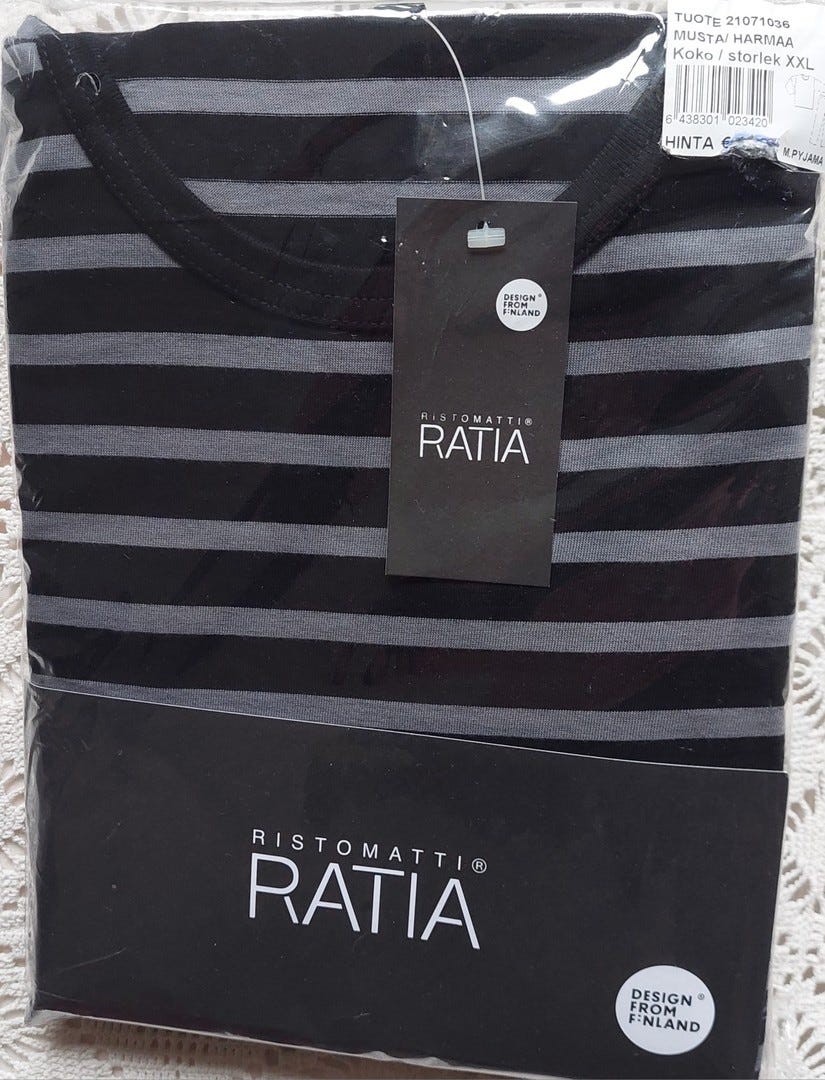 TUOTE 21071036
MUSTA/ HARMAA
Koko / storlek XXL
6 438301 023420
HINTA €
M.PYJAMA
DESIGN ®
FROM
FINLAND
RISTOMATTI®
RATIA
RISTOMATTI®
RATIA
DESIGN ®
FROM
FINLAND